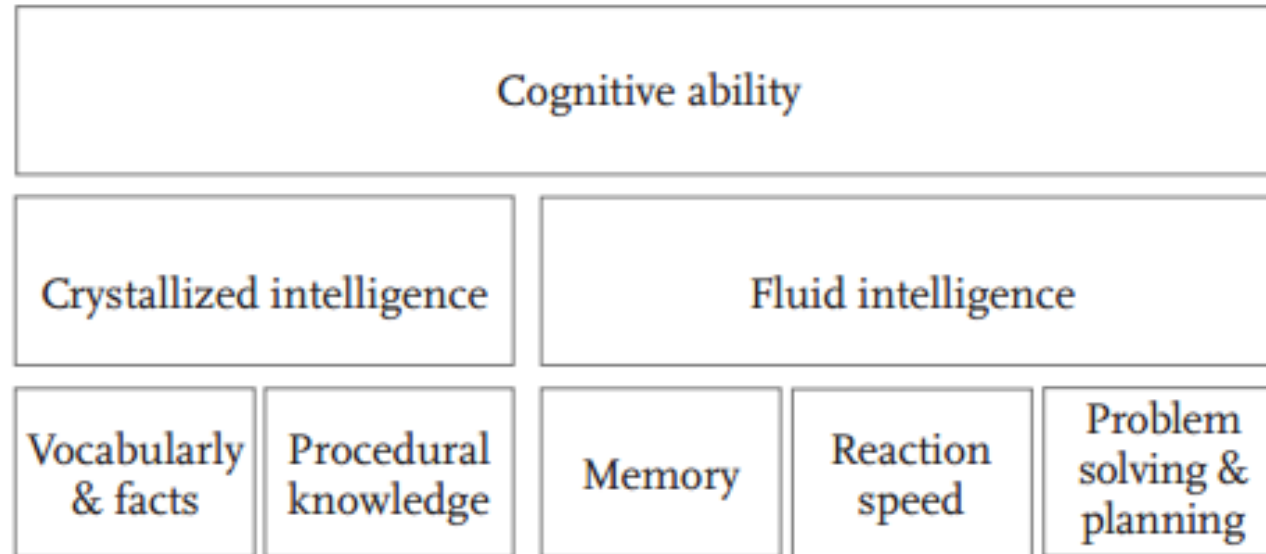 Cognitive ability
Crystallized intelligence
Fluid intelligence
Vocabularly
& facts
Procedural
knowledge
Memory
Reaction
speed
Problem
solving &
planning